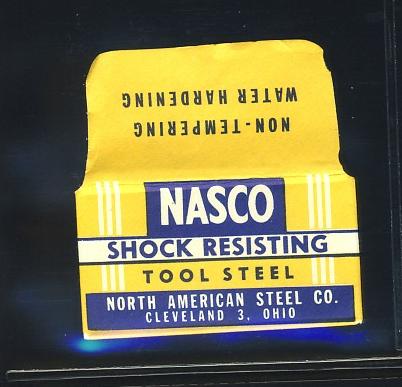 NON-TEMPERING
WATER HARDENING
NASCO
SHOCK RESISTING
TOOL STEEL
NORTH AMERICAN STEEL CO.
CLEVELAND 3, OHIO